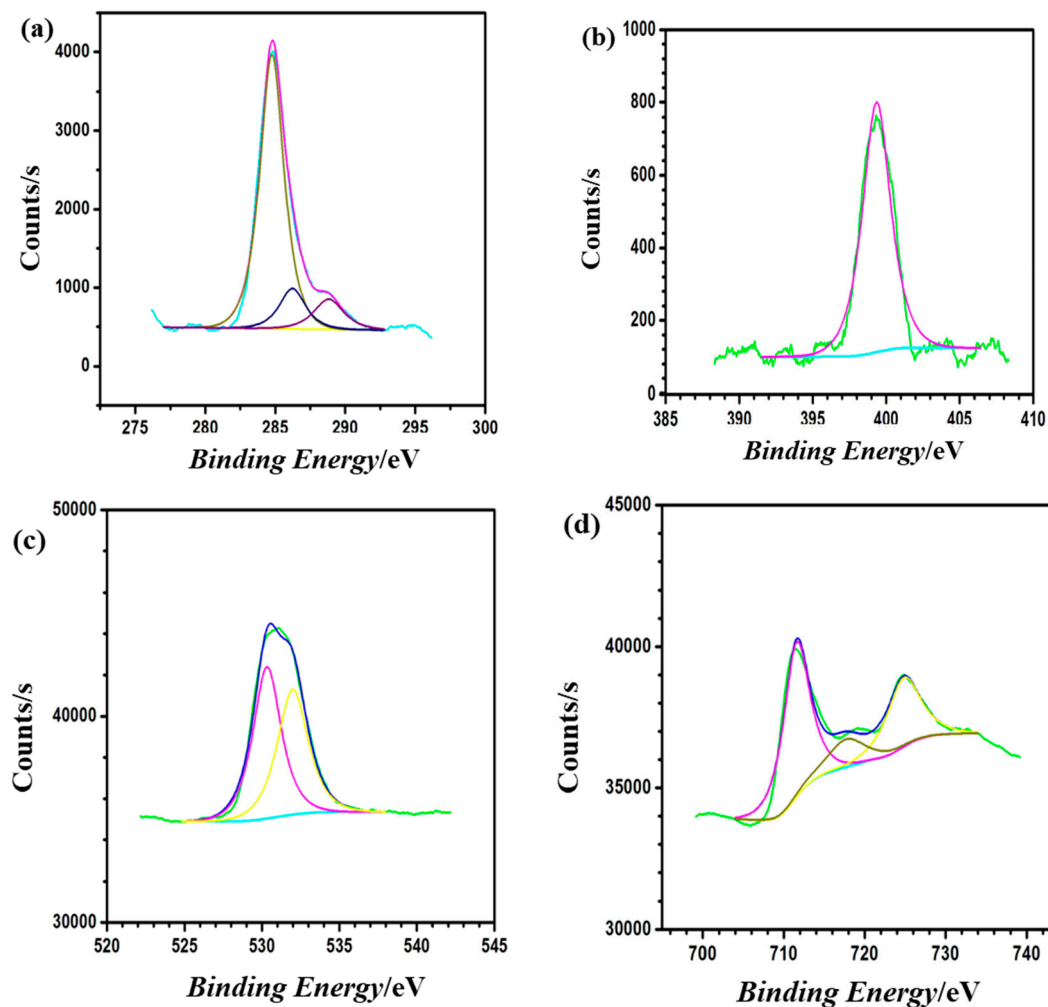 (a)
Counts/s
4000
3000
2000
1000
0
275 280 285 290 295 300
Binding Energy/eV
(b)
Counts/s
1000
800
600
400
200
0
385 390 395 400 405 410
Binding Energy/eV
(c)
Counts/s
50000
40000
30000
520 525 530 535 540 545
Binding Energy/eV
(d)
Counts/s
45000
40000
35000
30000
700 710 720 730 740
Binding Energy/eV